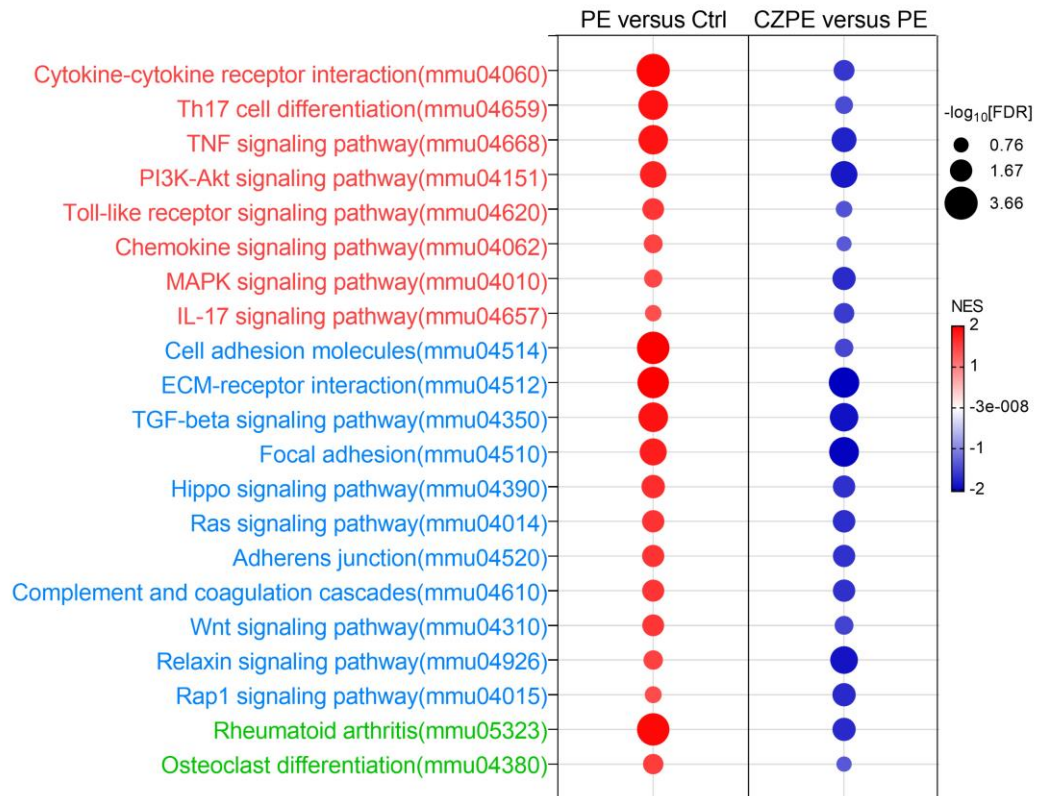 PE versus Ctrl CZPE versus PE
Cytokine-cytokine receptor interaction(mmu04060)
Th17 cell differentiation(mmu04659)
TNF signaling pathway(mmu04668)
PI3K-Akt signaling pathway(mmu04151)
Toll-like receptor signaling pathway(mmu04620)
Chemokine signaling pathway(mmu04062)
MAPK signaling pathway(mmu04010)
IL-17 signaling pathway(mmu04657)
Cell adhesion molecules(mmu04514)
ECM-receptor interaction(mmu04512)
TGF-beta signaling pathway(mmu04350)
Focal adhesion(mmu04510)
Hippo signaling pathway(mmu04390)
Ras signaling pathway(mmu04014)
Adherens junction(mmu04520)
Complement and coagulation cascades(mmu04610)
Wnt signaling pathway(mmu04310)
Relaxin signaling pathway(mmu04926)
Rap1 signaling pathway(mmu04015)
Rheumatoid arthritis(mmu05323)
Osteoclast differentiation(mmu04380)
-log10[FDR]
0.76
1.67
3.66
NES
2
1
-3e-008
-1
-2